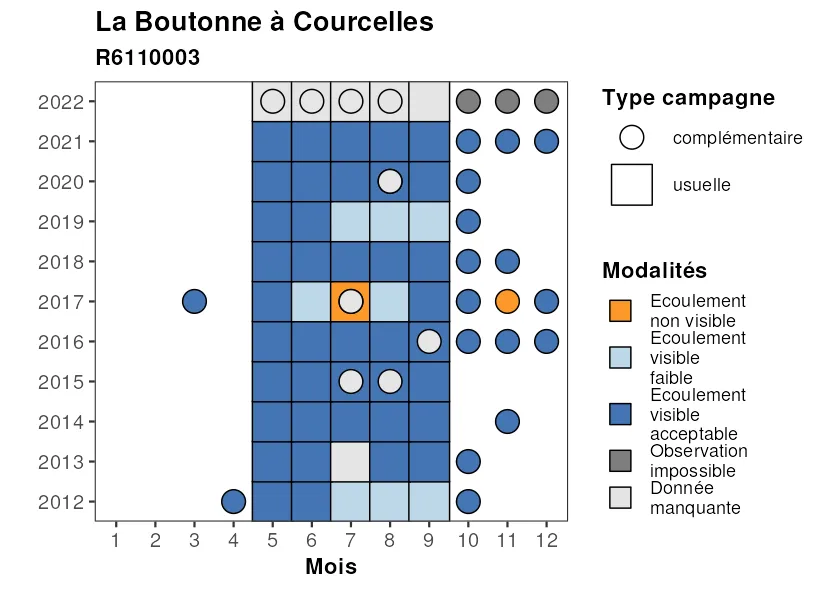 La Boutonne à Courcelles
R6110003
2022
2021
2020
2019
2018
2017
2016
2015
2014
2013
2012
1 2 3 4 5 6 7 8 9 10 11 12
Mois
Type campagne
complémentaire
usuelle
Modalités
Ecoulement
non visible
Ecoulement
visible
faible
Ecoulement
visible
acceptable
Observation
impossible
Donnée
manquante